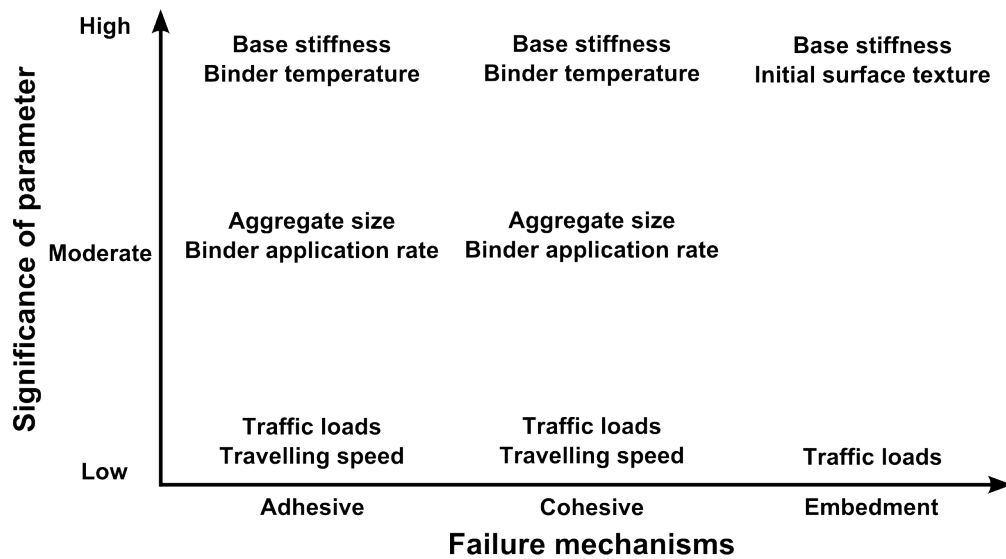 High
Base stiffness
Binder temperature
Base stiffness
Binder temperature
Base stiffness
Initial surface texture
Significance of parameter
Moderate
Aggregate size
Binder application rate
Aggregate size
Binder application rate
Low
Traffic loads
Travelling speed
Traffic loads
Travelling speed
Traffic loads
Adhesive
Cohesive
Embedment
Failure mechanisms